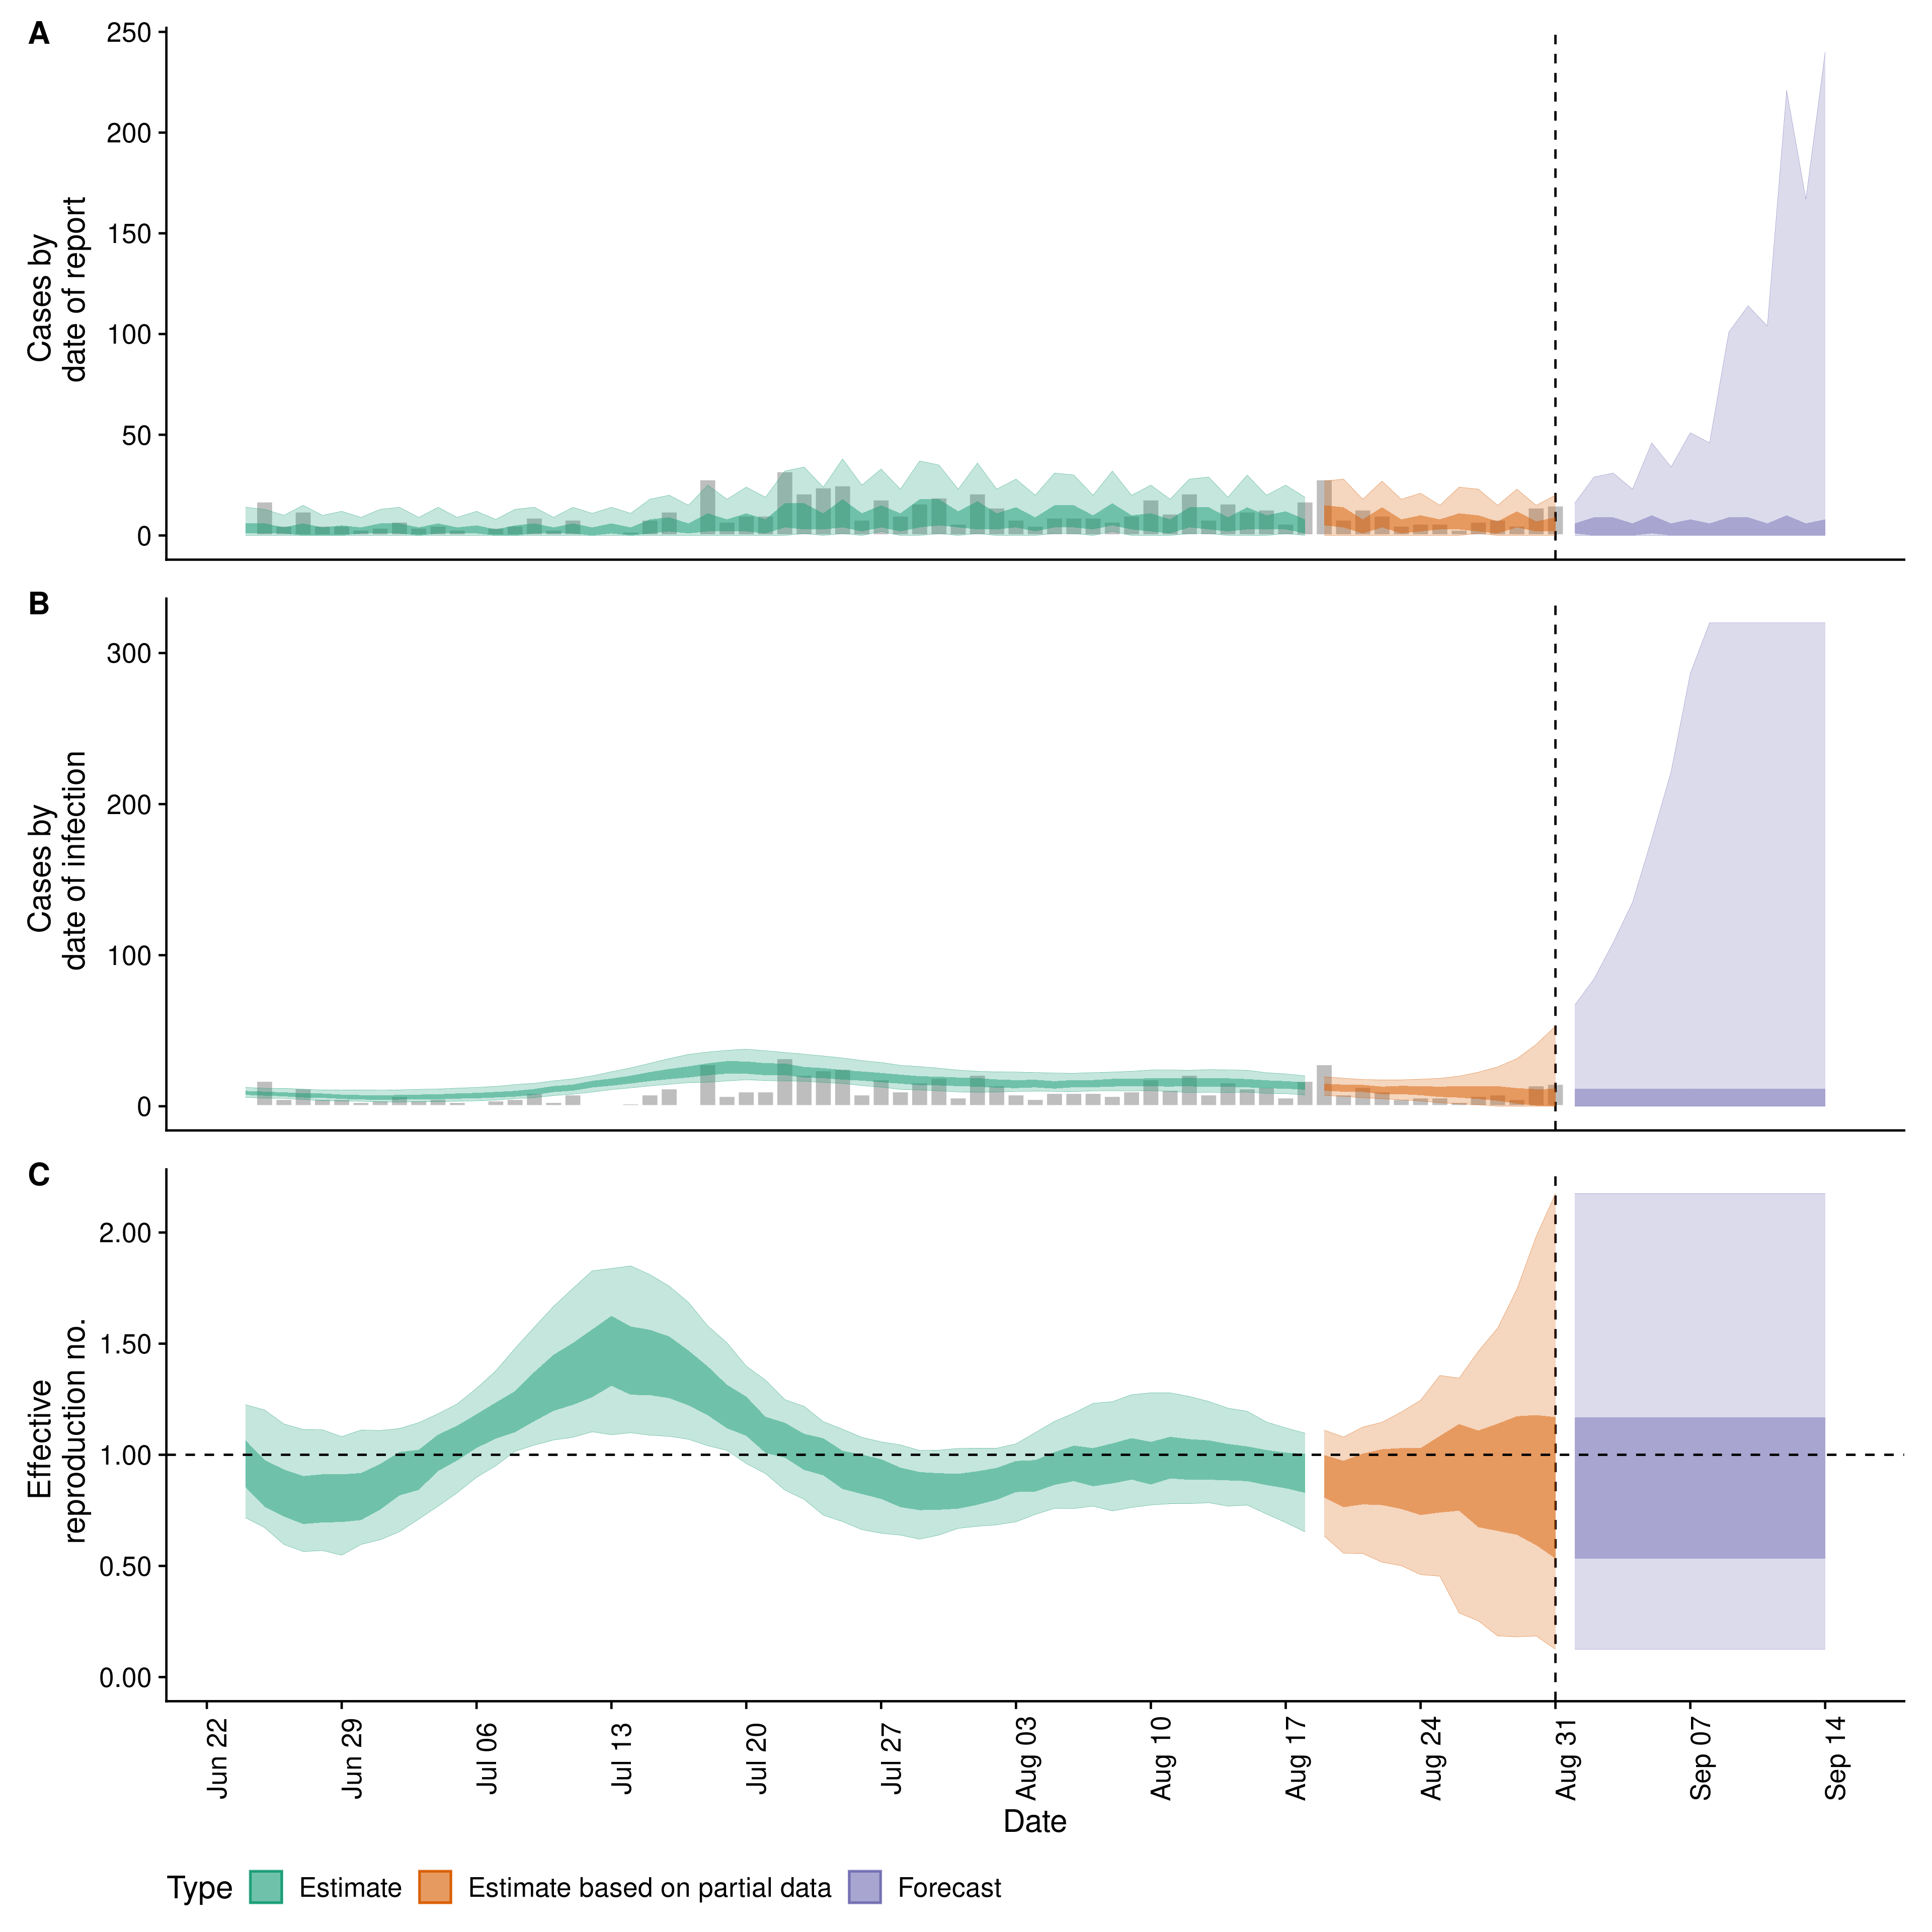 A
250
200
150
100
50
0
Cases by
date of report
B
300
200
100
0
Cases by
date of infection
C
2.00
1.50
1.00
0.50
0.00
Effective
reproduction no.
Jun 22
Jun 29
Jul 06
Jul 13
Jul 20
Jul 27
Aug 03
Aug 10
Aug 17
Aug 24
Aug 31
Sep 07
Sep 14
Date
Type Estimate Estimate based on partial data Forecast